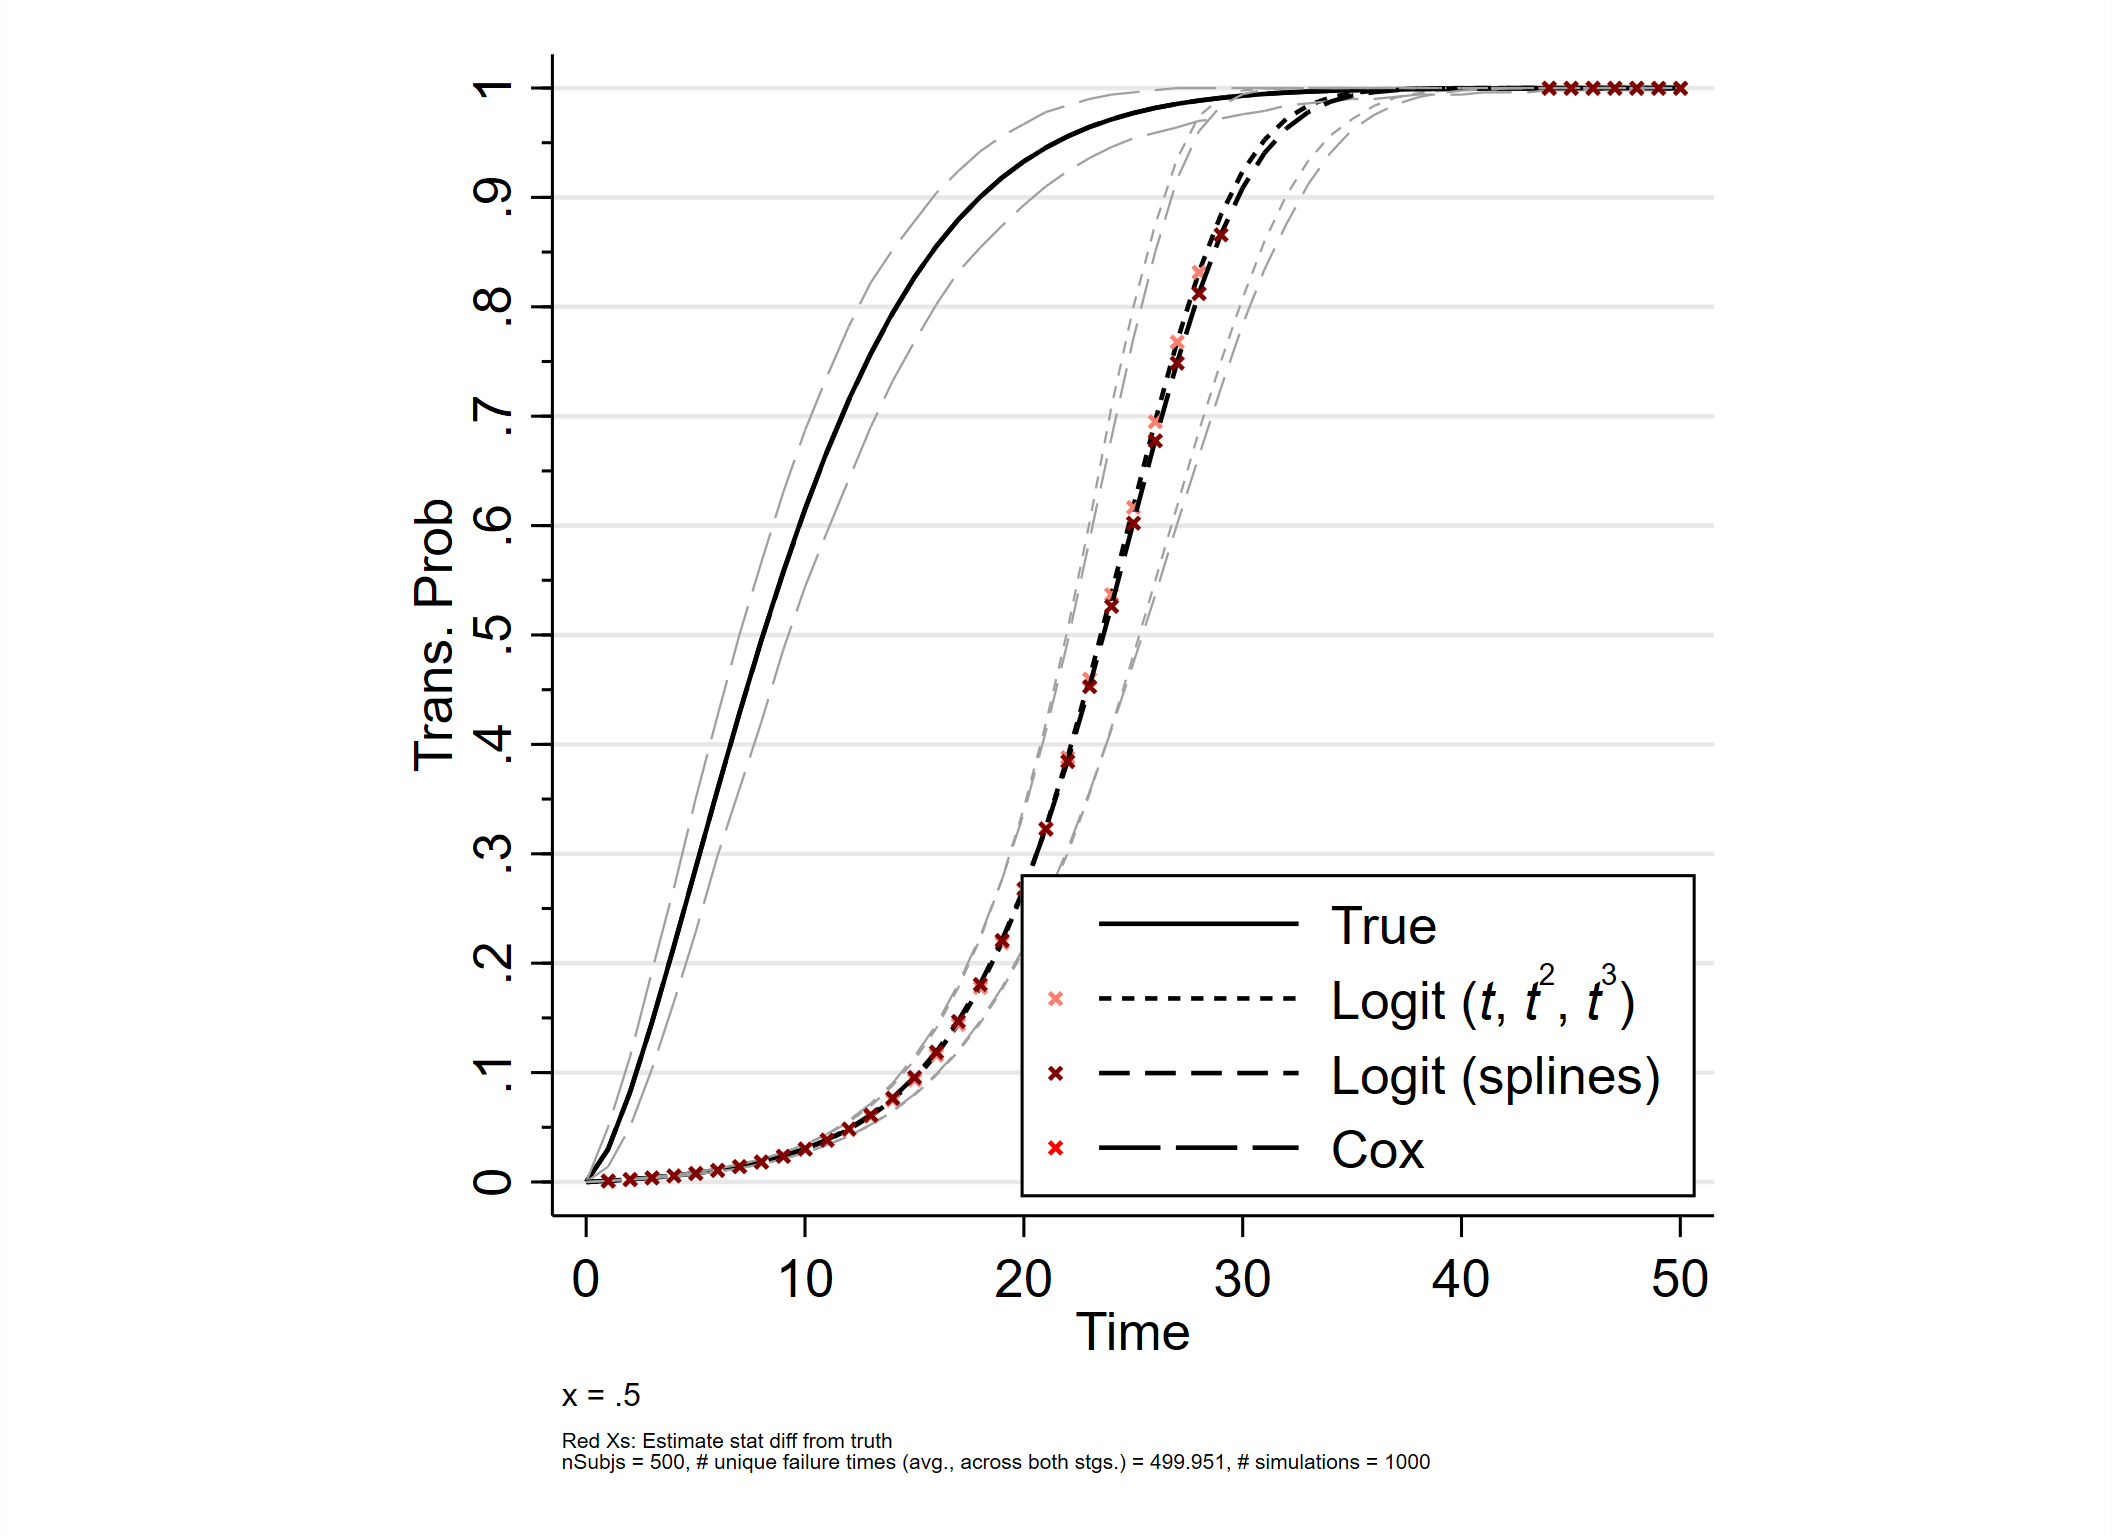 Trans. Prob
1
.9
.8
.7
.6
.5
.4
.3
.2
.1
0
True
Logit (t, t², t³)
Logit (splines)
Cox
0 10 20 30 40 50
Time
x = .5
Red Xs: Estimate stat diff from truth
nSubjs = 500, # unique failure times (avg., across both stgs.) = 499.951, # simulations = 1000